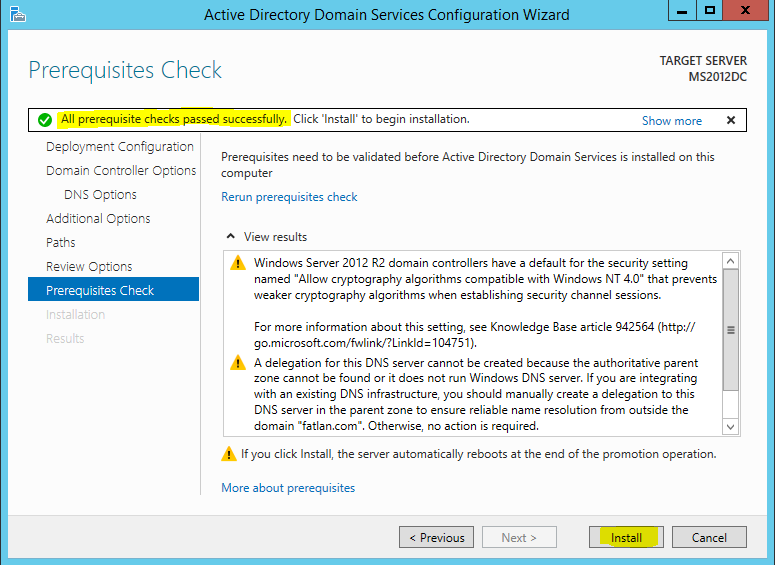 Active Directory Domain Services Configuration Wizard
Prerequisites Check
TARGET SERVER
MS2012DC
All prerequisite checks passed successfully. Click 'Install' to begin installation.
Show more
Deployment Configuration
Domain Controller Options
DNS Options
Additional Options
Paths
Review Options
Prerequisites Check
Installation
Results
Prerequisites need to be validated before Active Directory Domain Services is installed on this
computer
Rerun prerequisites check
View results
Windows Server 2012 R2 domain controllers have a default for the security setting
named "Allow cryptography algorithms compatible with Windows NT 4.0" that prevents
weaker cryptography algorithms when establishing security channel sessions.
For more information about this setting, see Knowledge Base article 942564 (http://
go.microsoft.com/fwlink/?LinkId=104751).
A delegation for this DNS server cannot be created because the authoritative parent
zone cannot be found or it does not run Windows DNS server. If you are integrating
with an existing DNS infrastructure, you should manually create a delegation to this
DNS server in the parent zone to ensure reliable name resolution from outside the
domain "fatlan.com". Otherwise, no action is required.
If you click Install, the server automatically reboots at the end of the promotion operation.
More about prerequisites
< Previous
Next >
Install
Cancel